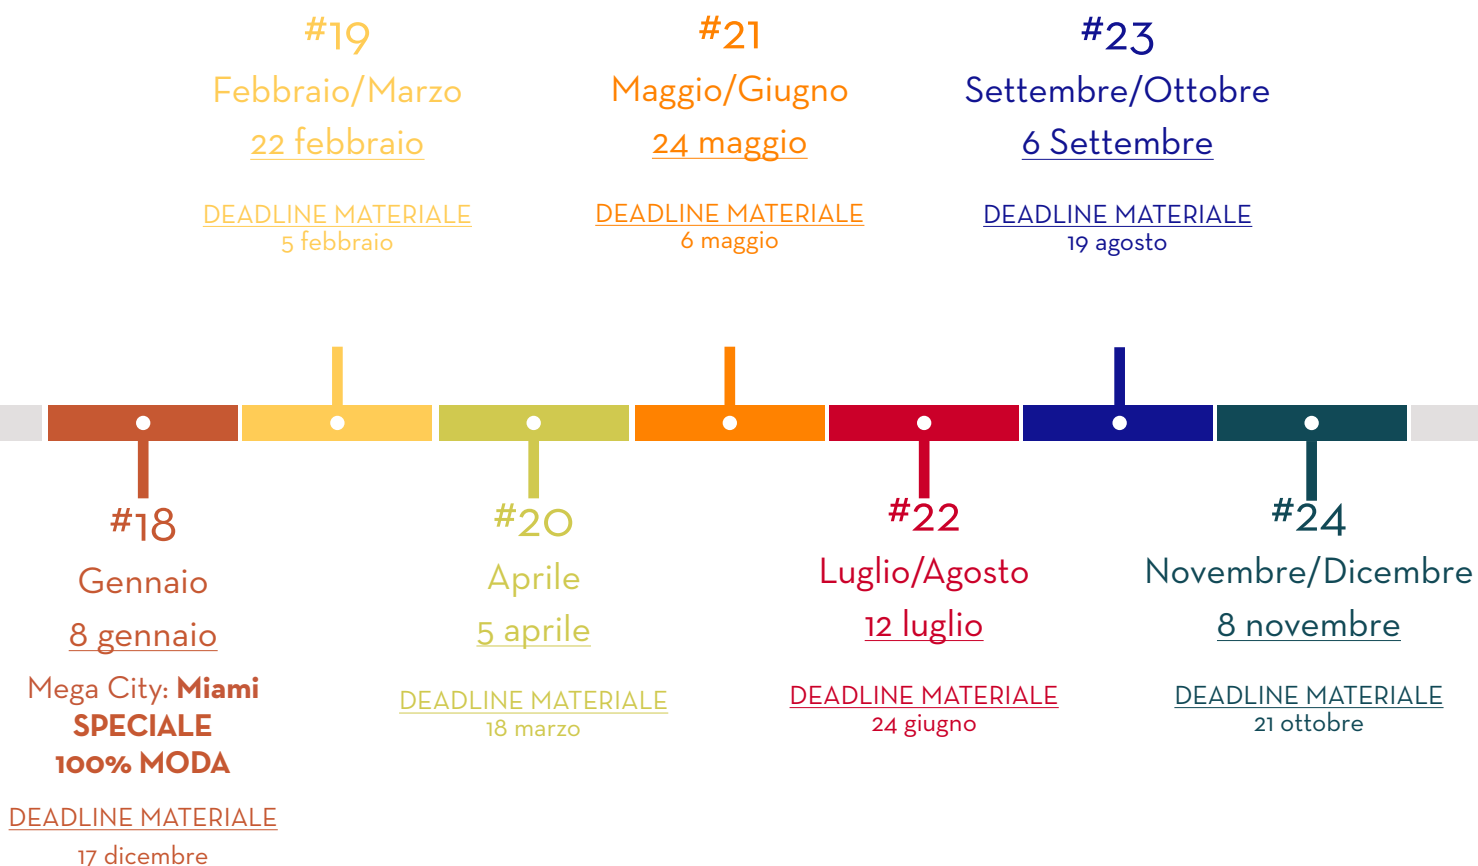 #19
Febbraio/Marzo
22 febbraio
DEADLINE MATERIALE
5 febbraio
#21
Maggio/Giugno
24 maggio
DEADLINE MATERIALE
6 maggio
#23
Settembre/Ottobre
6 Settembre
DEADLINE MATERIALE
19 agosto
#18
Gennaio
8 gennaio
Mega City: Miami
SPECIALE
100% MODA
DEADLINE MATERIALE
17 dicembre
#20
Aprile
5 aprile
DEADLINE MATERIALE
18 marzo
#22
Luglio/Agosto
12 luglio
DEADLINE MATERIALE
24 giugno
#24
Novembre/Dicembre
8 novembre
DEADLINE MATERIALE
21 ottobre